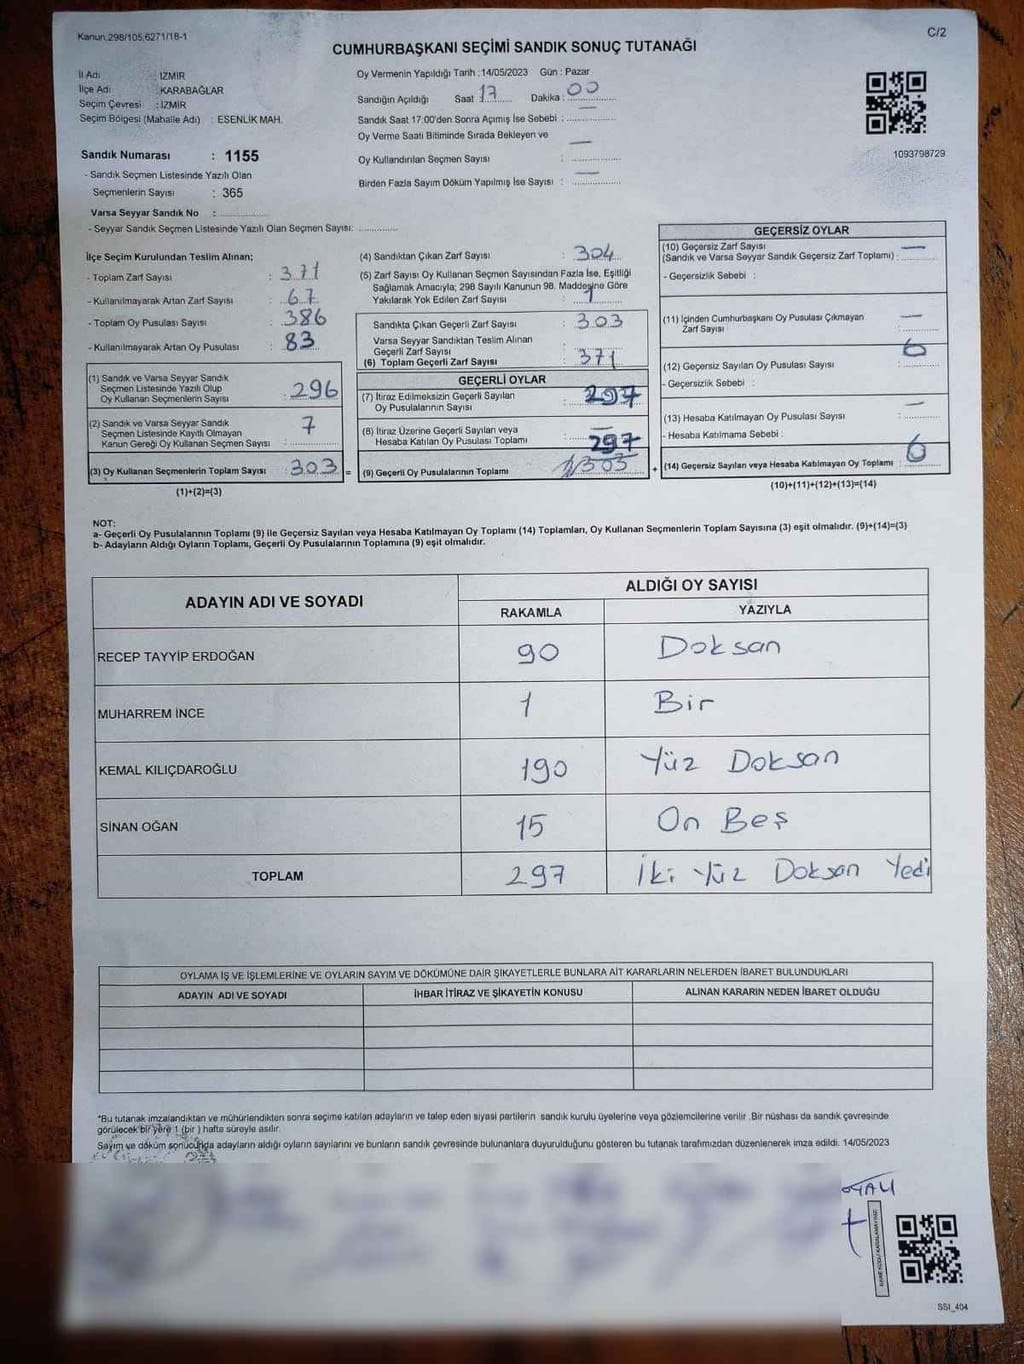 Kanun.298/105,6271/18-1
C/2
CUMHURBAŞKANI SEÇİMİ SANDIK SONUÇ TUTANAĞI
İl Adı : İZMİR
İlçe Adı : KARABAĞLAR
Seçim Çevresi : İZMİR
Seçim Bölgesi (Mahalle Adı) : ESENLİK MAH.
Sandık Numarası : 1155
- Sandık Seçmen Listesinde Yazılı Olan
Seçmenlerin Sayısı : 365
Varsa Seyyar Sandık No :
- Seyyar Sandık Seçmen Listesinde Yazılı Olan Seçmen Sayısı:
Oy Vermenin Yapıldığı Tarih :14/05/2023 Gün : Pazar
Sandığın Açıldığı Saat 17 Dakika : 00
Sandık Saat 17:00'den Sonra Açımış İse Sebebi : —
Oy Verme Saati Bitiminde Sırada Bekleyen ve
Oy Kullandırılan Seçmen Sayısı : —
Birden Fazla Sayım Döküm Yapılmış İse Sayısı : —
1093798729
İlçe Seçim Kurulundan Teslim Alınan;
- Toplam Zarf Sayısı : 371
- Kullanılmayarak Artan Zarf Sayısı : 67
- Toplam Oy Pusulası Sayısı : 386
- Kullanılmayarak Artan Oy Pusulası : 83
(1) Sandık ve Varsa Seyyar Sandık
Seçmen Listesinde Yazılı Olup
Oy Kullanan Seçmenlerin Sayısı : 296
(2) Sandık ve Varsa Seyyar Sandık
Seçmen Listesinde Kayıtlı Olmayan
Kanun Gereği Oy Kullanan Seçmen Sayısı : 7
(3) Oy Kullanan Seçmenlerin Toplam Sayısı : 303 =
(1)+(2)=(3)
(4) Sandıktan Çıkan Zarf Sayısı : 304
(5) Zarf Sayısı Oy Kullanan Seçmen Sayısından Fazla İse, Eşitliği
Sağlamak Amacıyla; 298 Sayılı Kanunun 98. Maddesine Göre
Yakılarak Yok Edilen Zarf Sayısı : 1
Sandıkta Çıkan Geçerli Zarf Sayısı : 303
Varsa Seyyar Sandıktan Teslim Alınan
Geçerli Zarf Sayısı :
(6) Toplam Geçerli Zarf Sayısı : 371
GEÇERLİ OYLAR
(7) İtiraz Edilmeksizin Geçerli Sayılan
Oy Pusulalarının Sayısı : 297
(8) İtiraz Üzerine Geçerli Sayılan veya
Hesaba Katılan Oy Pusulası Toplamı : —
297
(9) Geçerli Oy Pusulalarının Toplamı : 303 +
GEÇERSİZ OYLAR
(10) Geçersiz Zarf Sayısı
(Sandık ve Varsa Seyyar Sandık Geçersiz Zarf Toplamı) : —
- Geçersizlik Sebebi :
(11) İçinden Cumhurbaşkanı Oy Pusulası Çıkmayan
Zarf Sayısı : —
(12) Geçersiz Sayılan Oy Pusulası Sayısı : 6
- Geçersizlik Sebebi :
(13) Hesaba Katılmayan Oy Pusulası Sayısı : —
- Hesaba Katılmama Sebebi :
(14) Geçersiz Sayılan veya Hesaba Katılmayan Oy Toplamı : 6
(10)+(11)+(12)+(13)=(14)
NOT:
a- Geçerli Oy Pusulalarının Toplamı (9) ile Geçersiz Sayılan veya Hesaba Katılmayan Oy Toplamı (14) Toplamları, Oy Kullanan Seçmenlerin Toplam Sayısına (3) eşit olmalıdır. (9)+(14)=(3)
b- Adayların Aldığı Oyların Toplamı, Geçerli Oy Pusulalarının Toplamına (9) eşit olmalıdır.
ADAYIN ADI VE SOYADI ALDIĞI OY SAYISI
RAKAMLA YAZIYLA
RECEP TAYYİP ERDOĞAN 90 Doksan
MUHARREM İNCE 1 Bir
KEMAL KILIÇDAROĞLU 190 Yüz Doksan
SİNAN OĞAN 15 On Beş
TOPLAM 297 İki Yüz Doksan Yedi
OYLAMA İŞ VE İŞLEMLERİNE VE OYLARIN SAYIM VE DÖKÜMÜNE DAİR ŞİKAYETLERLE BUNLARA AİT KARARLARIN NELERDEN İBARET BULUNDUKLARI
ADAYIN ADI VE SOYADI İHBAR İTİRAZ VE ŞİKAYETİN KONUSU ALINAN KARARIN NEDEN İBARET OLDUĞU
*Bu tutanak imzalandıktan ve mühürlendikten sonra seçime katılan adayların ve talep eden siyasi partilerin sandık kurulu üyelerine veya gözlemcilerine verilir .Bir nüshası da sandık çevresinde
görülecek bir yere 1 (bir ) hafta süreyle asılır.
Sayım ve döküm sonucunda adayların aldığı oyların sayılarını ve bunların sandık çevresinde bulunanlara duyurulduğunu gösteren bu tutanak tarafımızdan düzenlenerek imza edildi. 14/05/2023
SSI_404